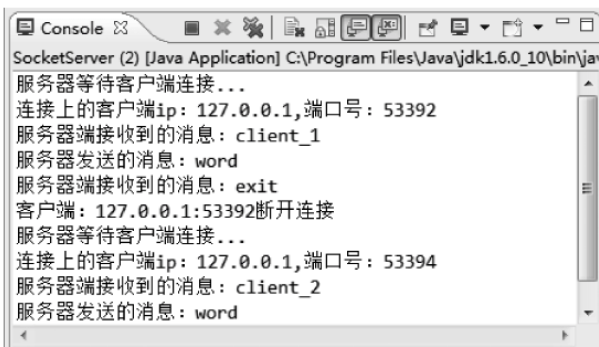 Console
SocketServer (2) [Java Application] C:\Program Files\Java\jdk1.6.0_10\bin\jav
服务器等待客户端连接...
连接上的客户端ip：127.0.0.1,端口号：53392
服务器端接收到的消息：client_1
服务器发送的消息：word
服务器端接收到的消息：exit
客户端：127.0.0.1:53392断开连接
服务器等待客户端连接...
连接上的客户端ip：127.0.0.1,端口号：53394
服务器端接收到的消息：client_2
服务器发送的消息：word